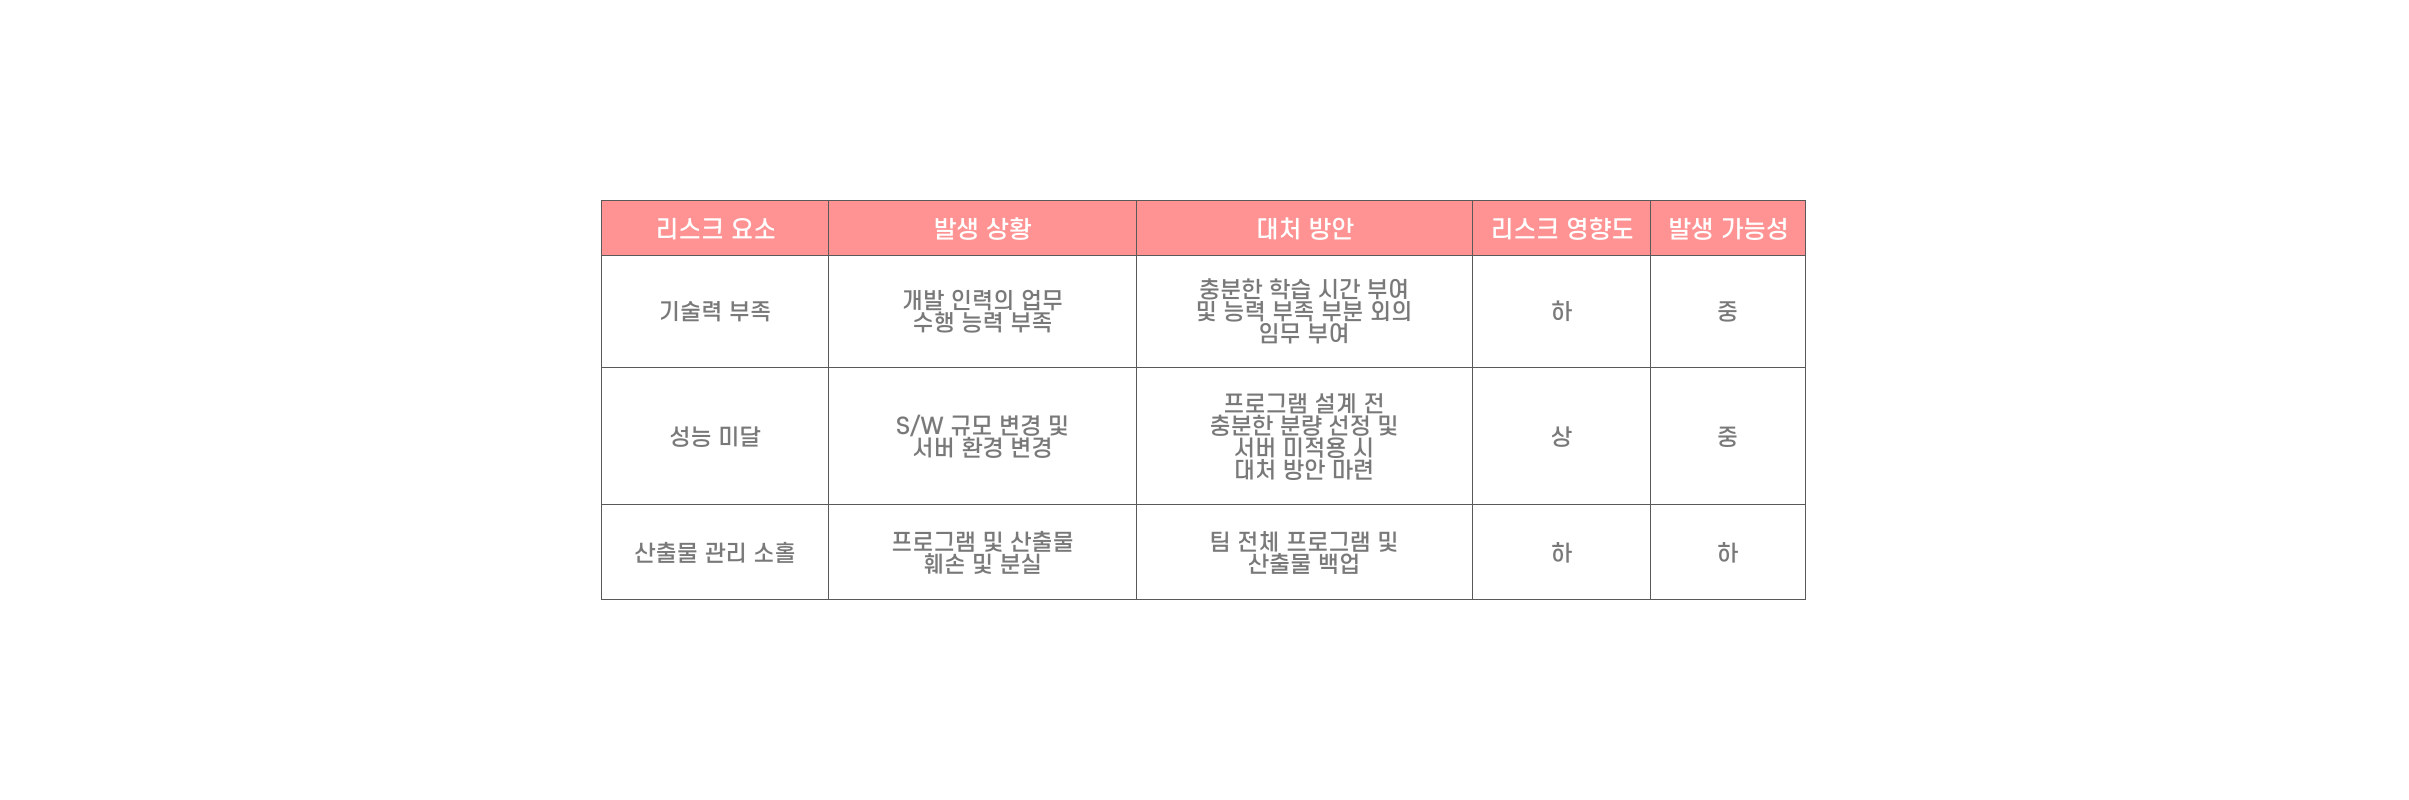 리스크 요소 발생 상황 대처 방안 리스크 영향도 발생 가능성
기술력 부족
개발 인력의 업무
수행 능력 부족
충분한 학습 시간 부여
및 능력 부족 부분 외의
임무 부여
하
중
성능 미달
S/W 규모 변경 및
서버 환경 변경
프로그램 설계 전
충분한 분량 선정 및
서버 미적용 시
대처 방안 마련
상
중
산출물 관리 소홀
프로그램 및 산출물
훼손 및 분실
팀 전체 프로그램 및
산출물 백업
하
하